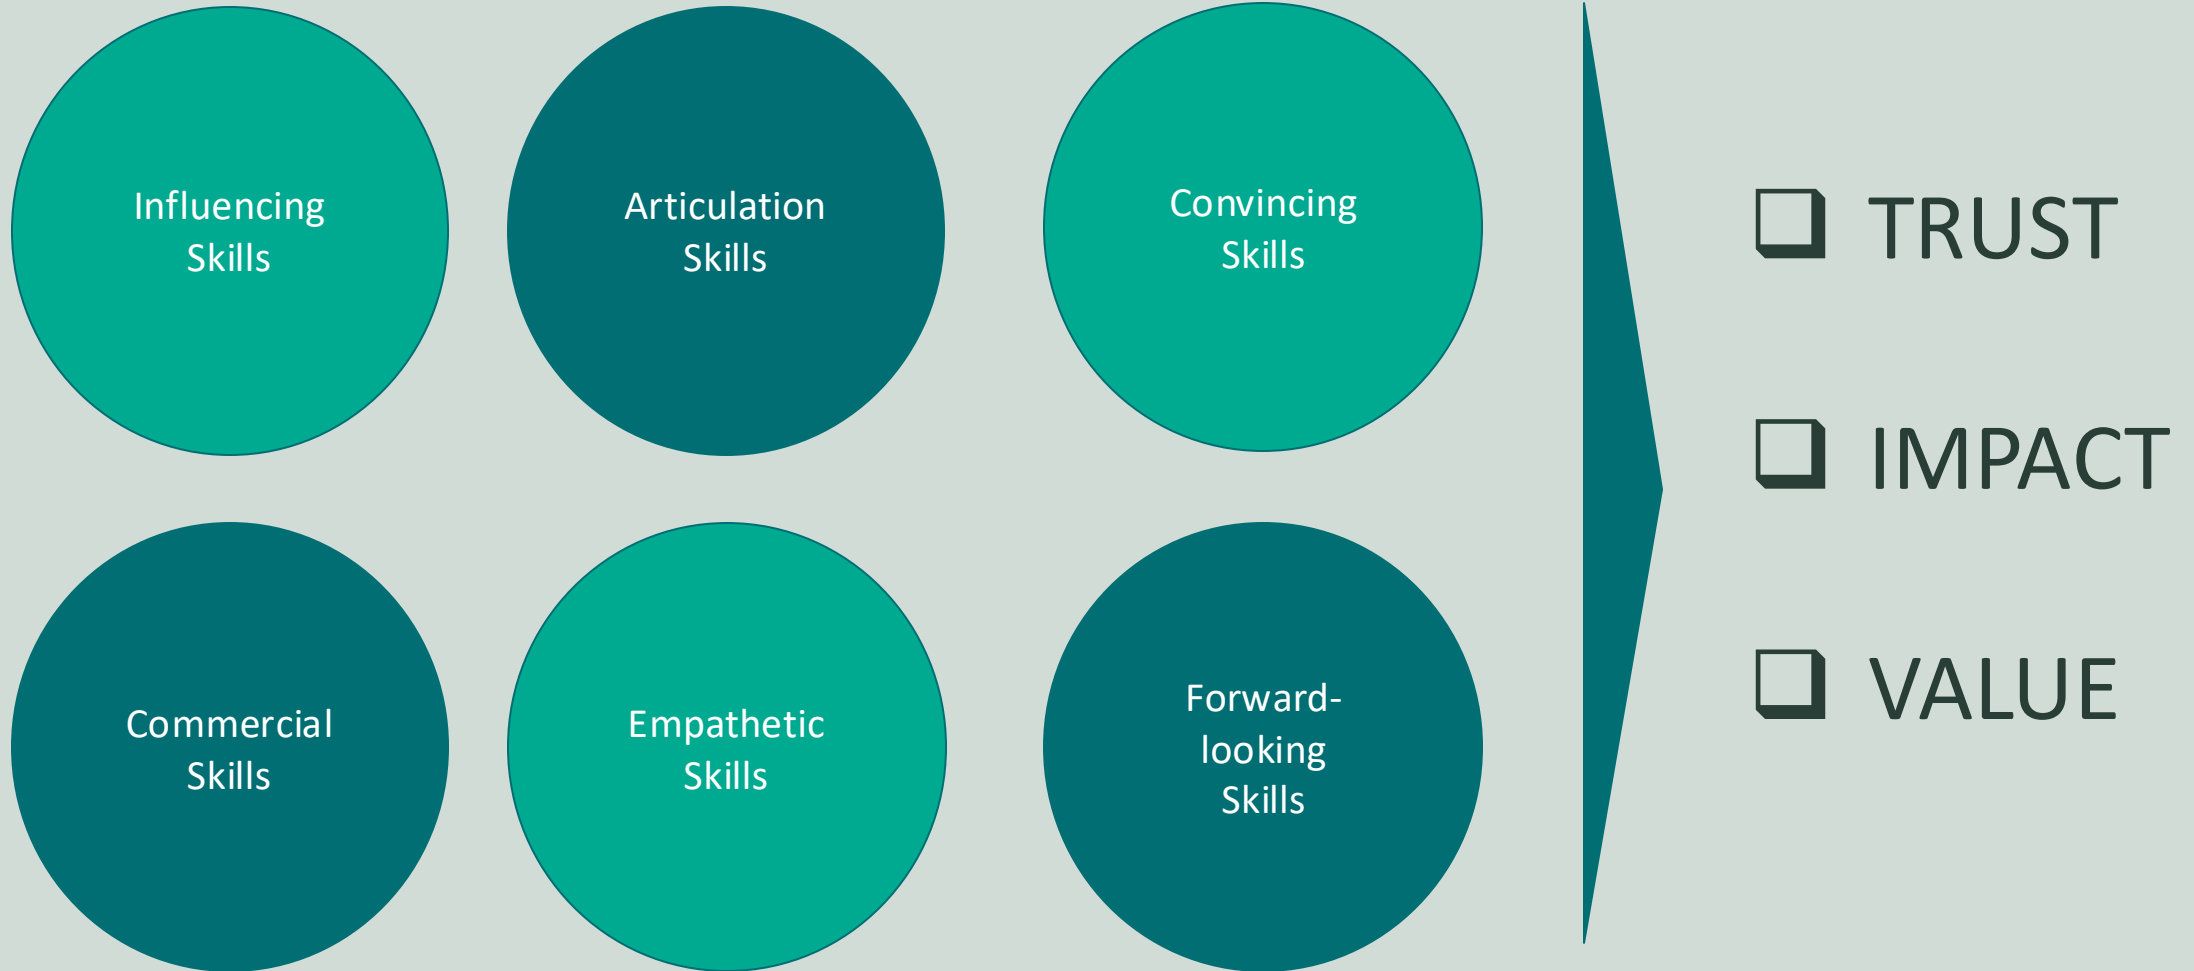 Influencing
Skills
Articulation
Skills
Convincing
Skills
Commercial
Skills
Empathetic
Skills
Forward-
looking
Skills
TRUST
IMPACT
VALUE